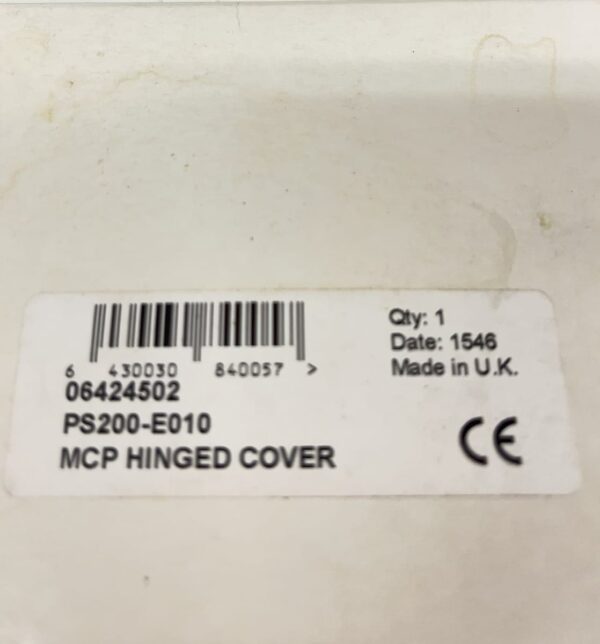 6 430030 840057 >
06424502
PS200-E010
MCP HINGED COVER
Qty: 1
Date: 1546
Made in U.K.
CE